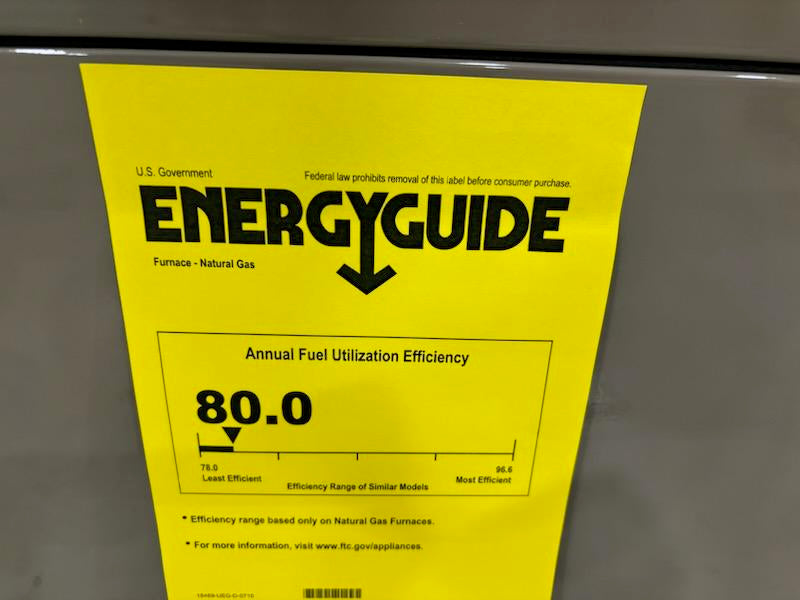 U.S. Government
Federal law prohibits removal of this label before consumer purchase.
ENERGYGUIDE
Furnace - Natural Gas
Annual Fuel Utilization Efficiency
80.0
78.0
96.6
Least Efficient
Most Efficient
Efficiency Range of Similar Models
* Efficiency range based only on Natural Gas Furnaces.
* For more information, visit www.ftc.gov/appliances.